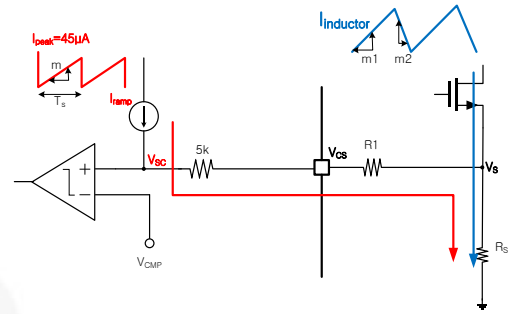 Iinductor
Ipeak=45μA
m
m1
m2
Ts
Iramp
5k
VCS
R1
VSC
VS
VCMP
RS
+
−